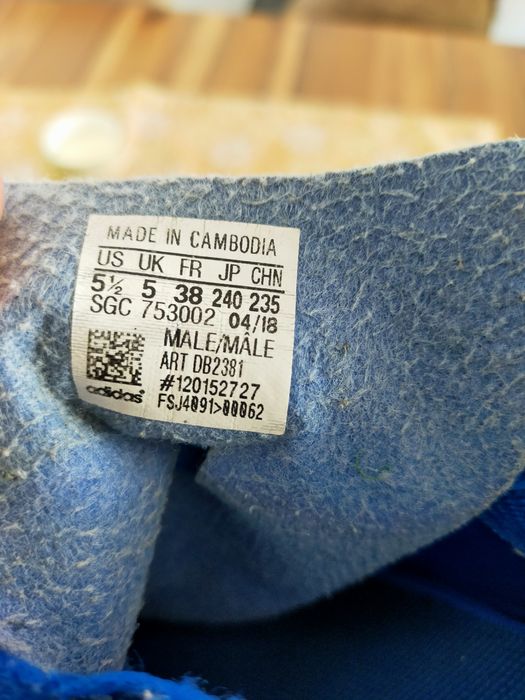 MADE IN CAMBODIA
US UK FR JP CHN
5½ 5 38 240 235
SGC 753002 04/18
MALE/MÂLE
ART DB2381
#120152727
adidas®
FSJ4091>00062